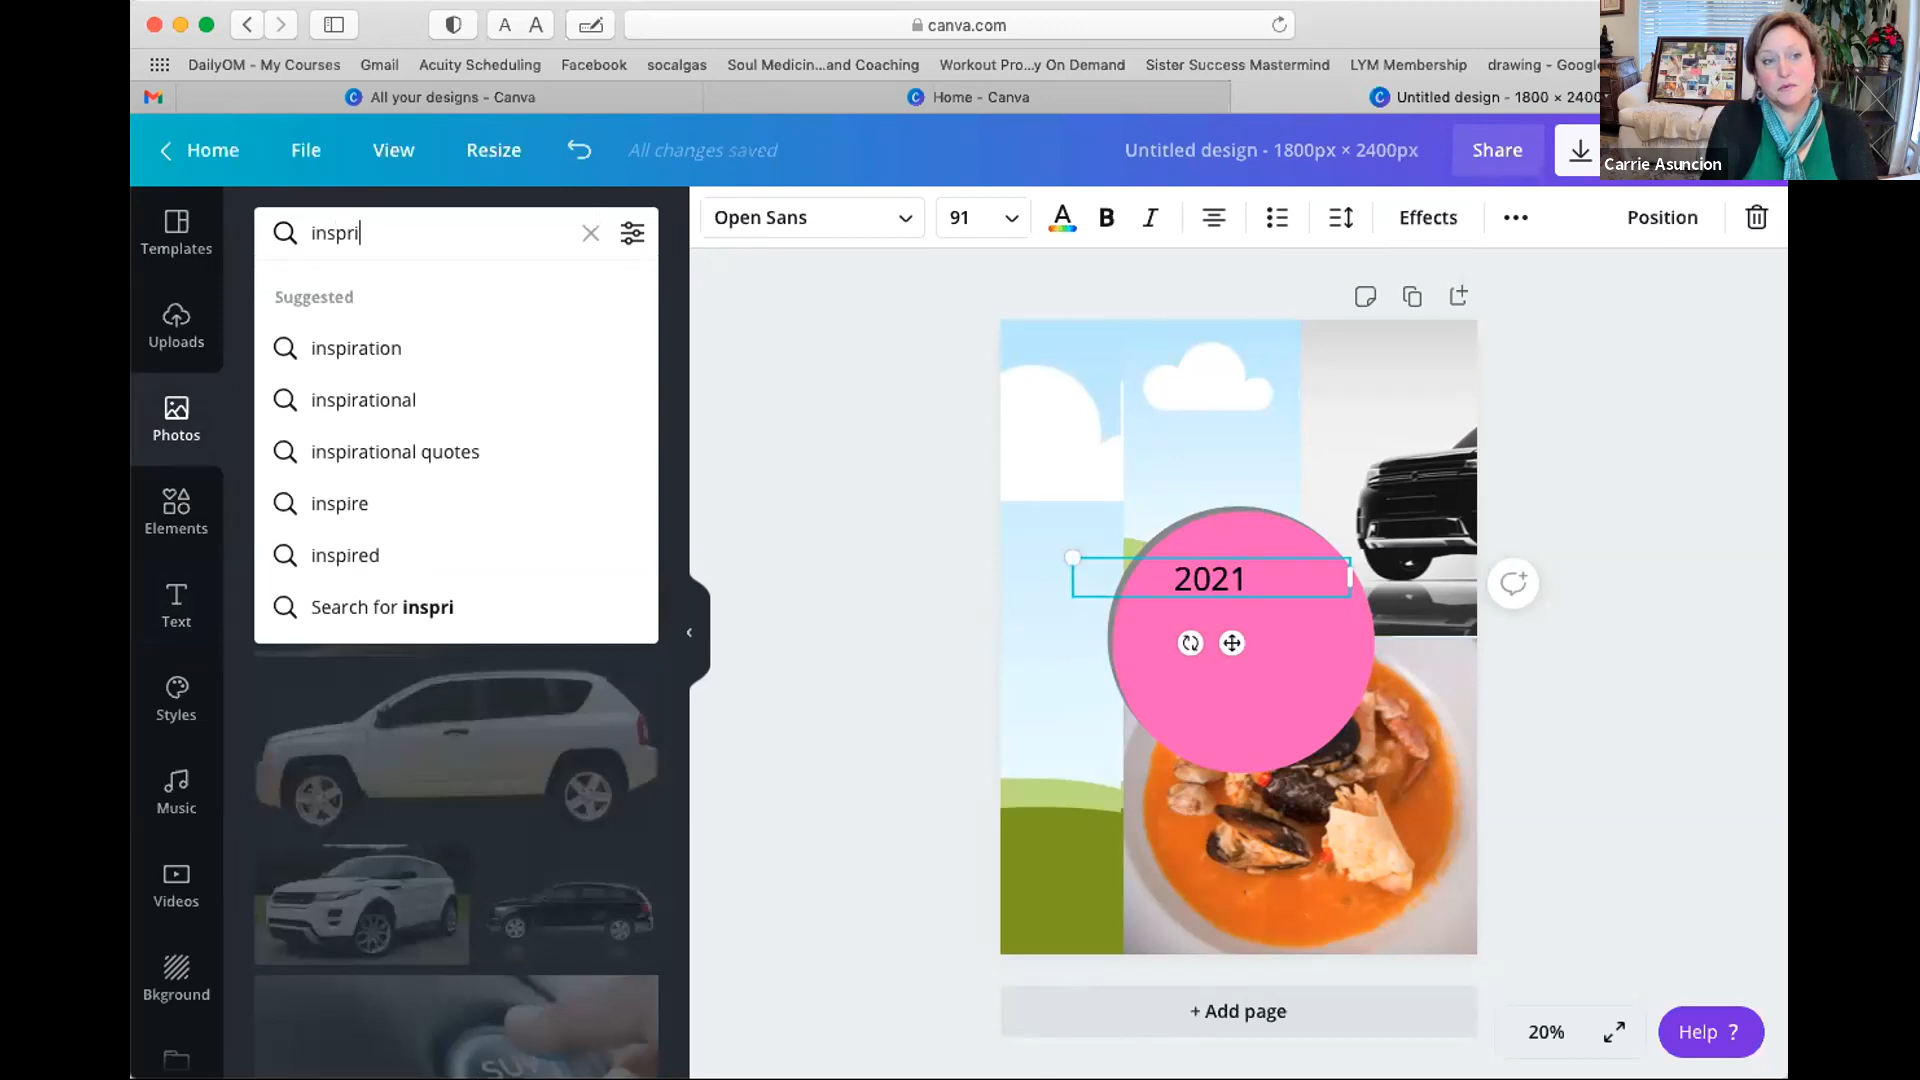 canva.com
DailyOM - My Courses Gmail Acuity Scheduling Facebook socalgas Soul Medicin...and Coaching Workout Pro...y On Demand Sister Success Mastermind LYM Membership drawing - Google
All your designs - Canva Home - Canva Untitled design - 1800 × 2400
Home File View Resize All changes saved Untitled design - 1800px × 2400px Share
Carrie Asuncion
Templates
Uploads
Photos
Elements
Text
Styles
Music
Videos
Bkground
inspri
Suggested
inspiration
inspirational
inspirational quotes
inspire
inspired
Search for inspri
Open Sans 91 A B I Effects Position
2021
+ Add page
20% Help ?